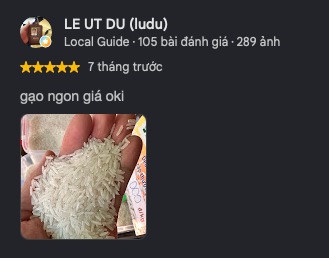 LE UT DU (ludu)
Local Guide · 105 bài đánh giá · 289 ảnh
7 tháng trước
gạo ngon giá oki